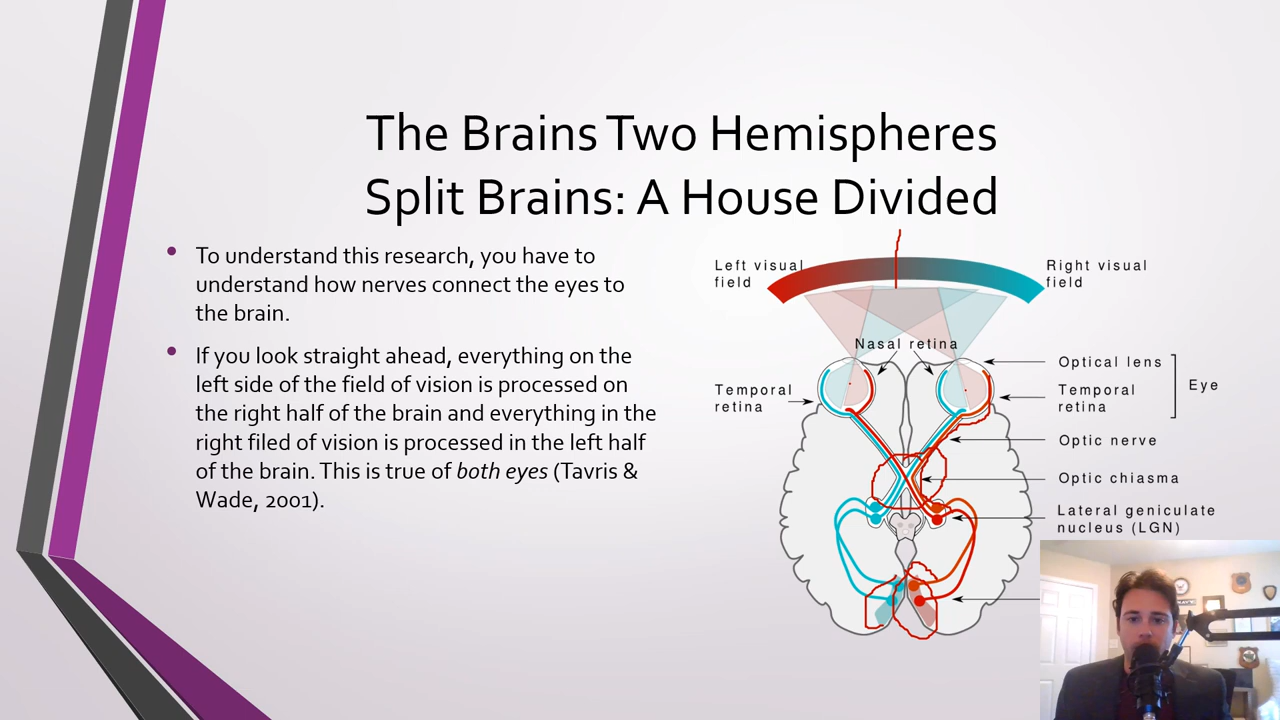 The Brains Two Hemispheres
Split Brains: A House Divided
To understand this research, you have to
understand how nerves connect the eyes to
the brain.
If you look straight ahead, everything on the
left side of the field of vision is processed on
the right half of the brain and everything in the
right filed of vision is processed in the left half
of the brain. This is true of both eyes (Tavris &
Wade, 2001).
Left visual
field
Right visual
field
Nasal retina
Temporal
retina
Optical lens
Temporal
retina
Eye
Optic nerve
Optic chiasma
Lateral geniculate
nucleus (LGN)